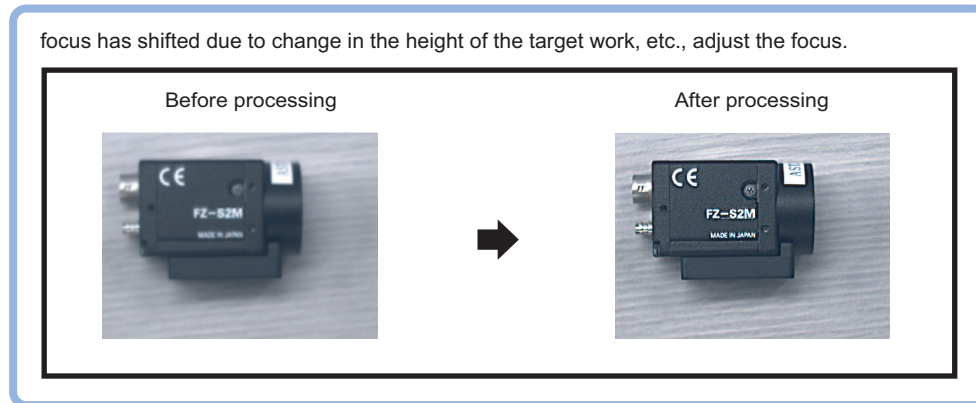 focus has shifted due to change in the height of the target work, etc., adjust the focus.
Before processing
After processing
CE
FZ-S2M
MADE IN JAPAN
CE
AST
FZ-S2M
MADE IN JAPAN